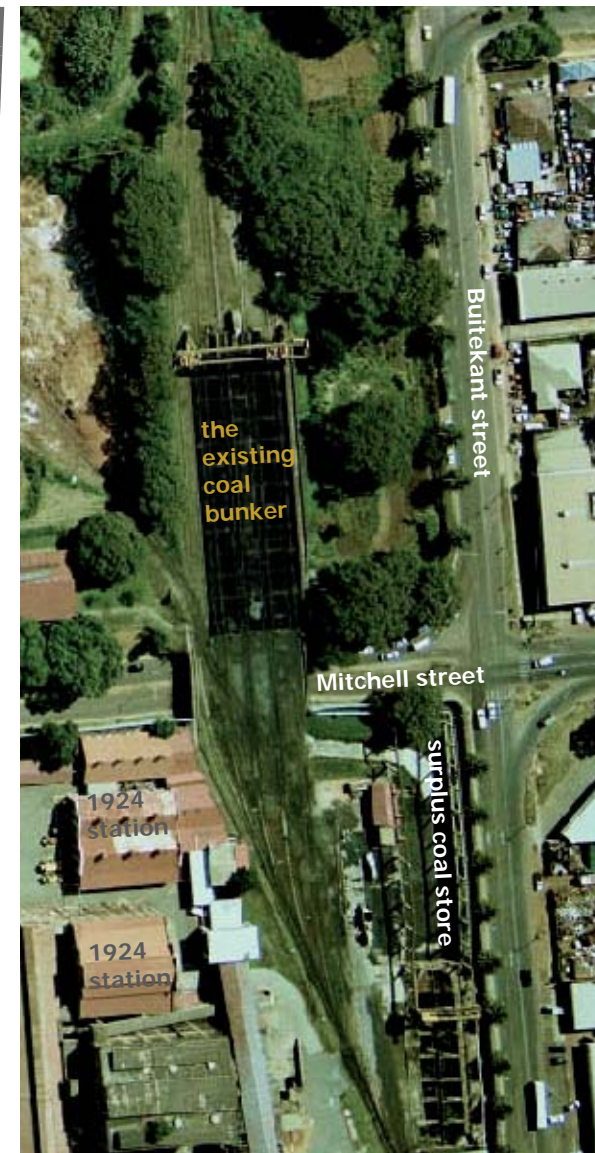 Buitekant street
the
existing
coal
bunker
Mitchell street
surplus coal store
1924
station
1924
station